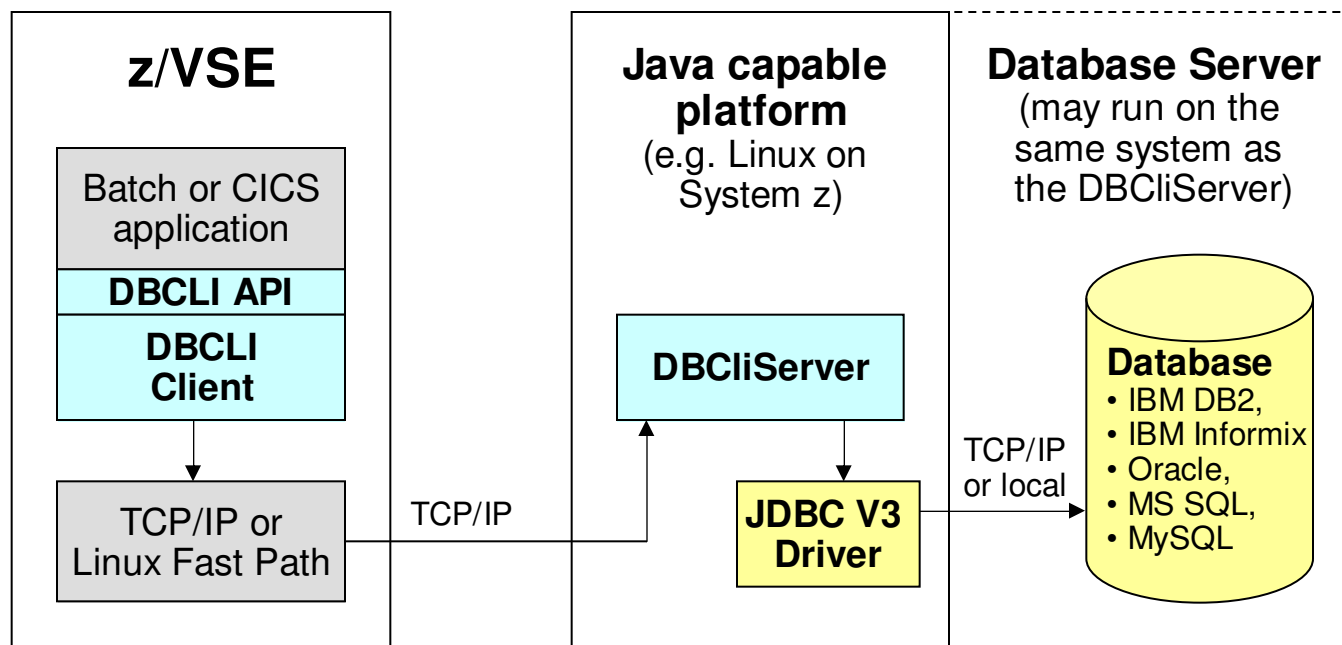 z/VSE
Batch or CICS
application
DBCLI API
DBCLI
Client
TCP/IP or
Linux Fast Path
TCP/IP
Java capable
platform
(e.g. Linux on
System z)
DBCliServer
JDBC V3
Driver
TCP/IP
or local
Database Server
(may run on the
same system as
the DBCliServer)
Database
• IBM DB2,
• IBM Informix
• Oracle,
• MS SQL,
• MySQL